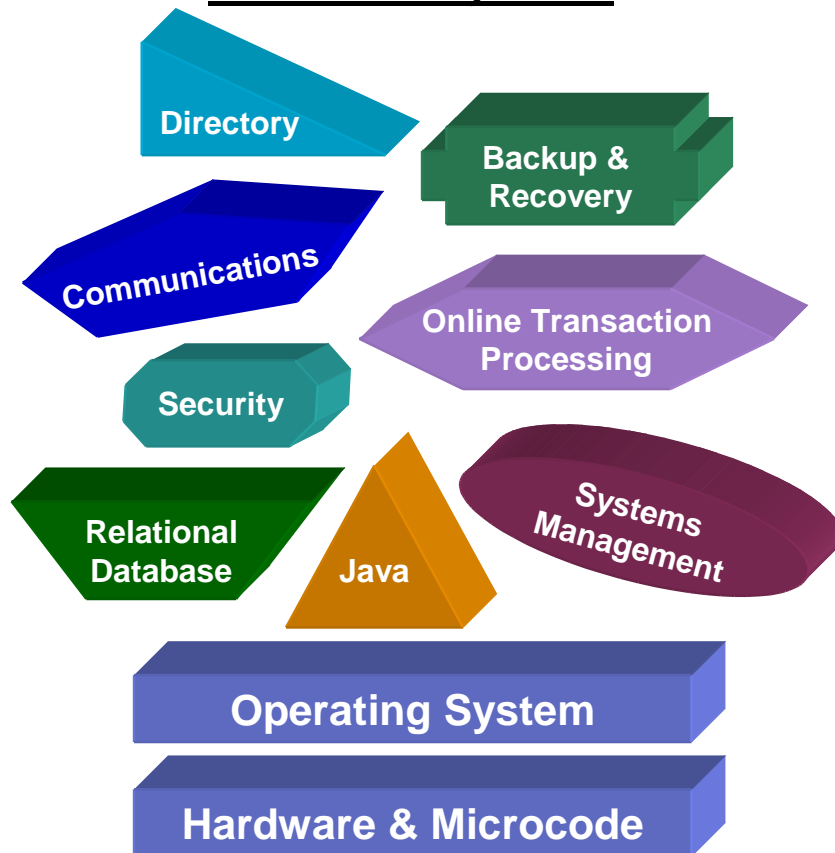 Directory
Backup &
Recovery
Communications
Online Transaction
Processing
Security
Systems
Management
Relational
Database
Java
Operating System
Hardware & Microcode